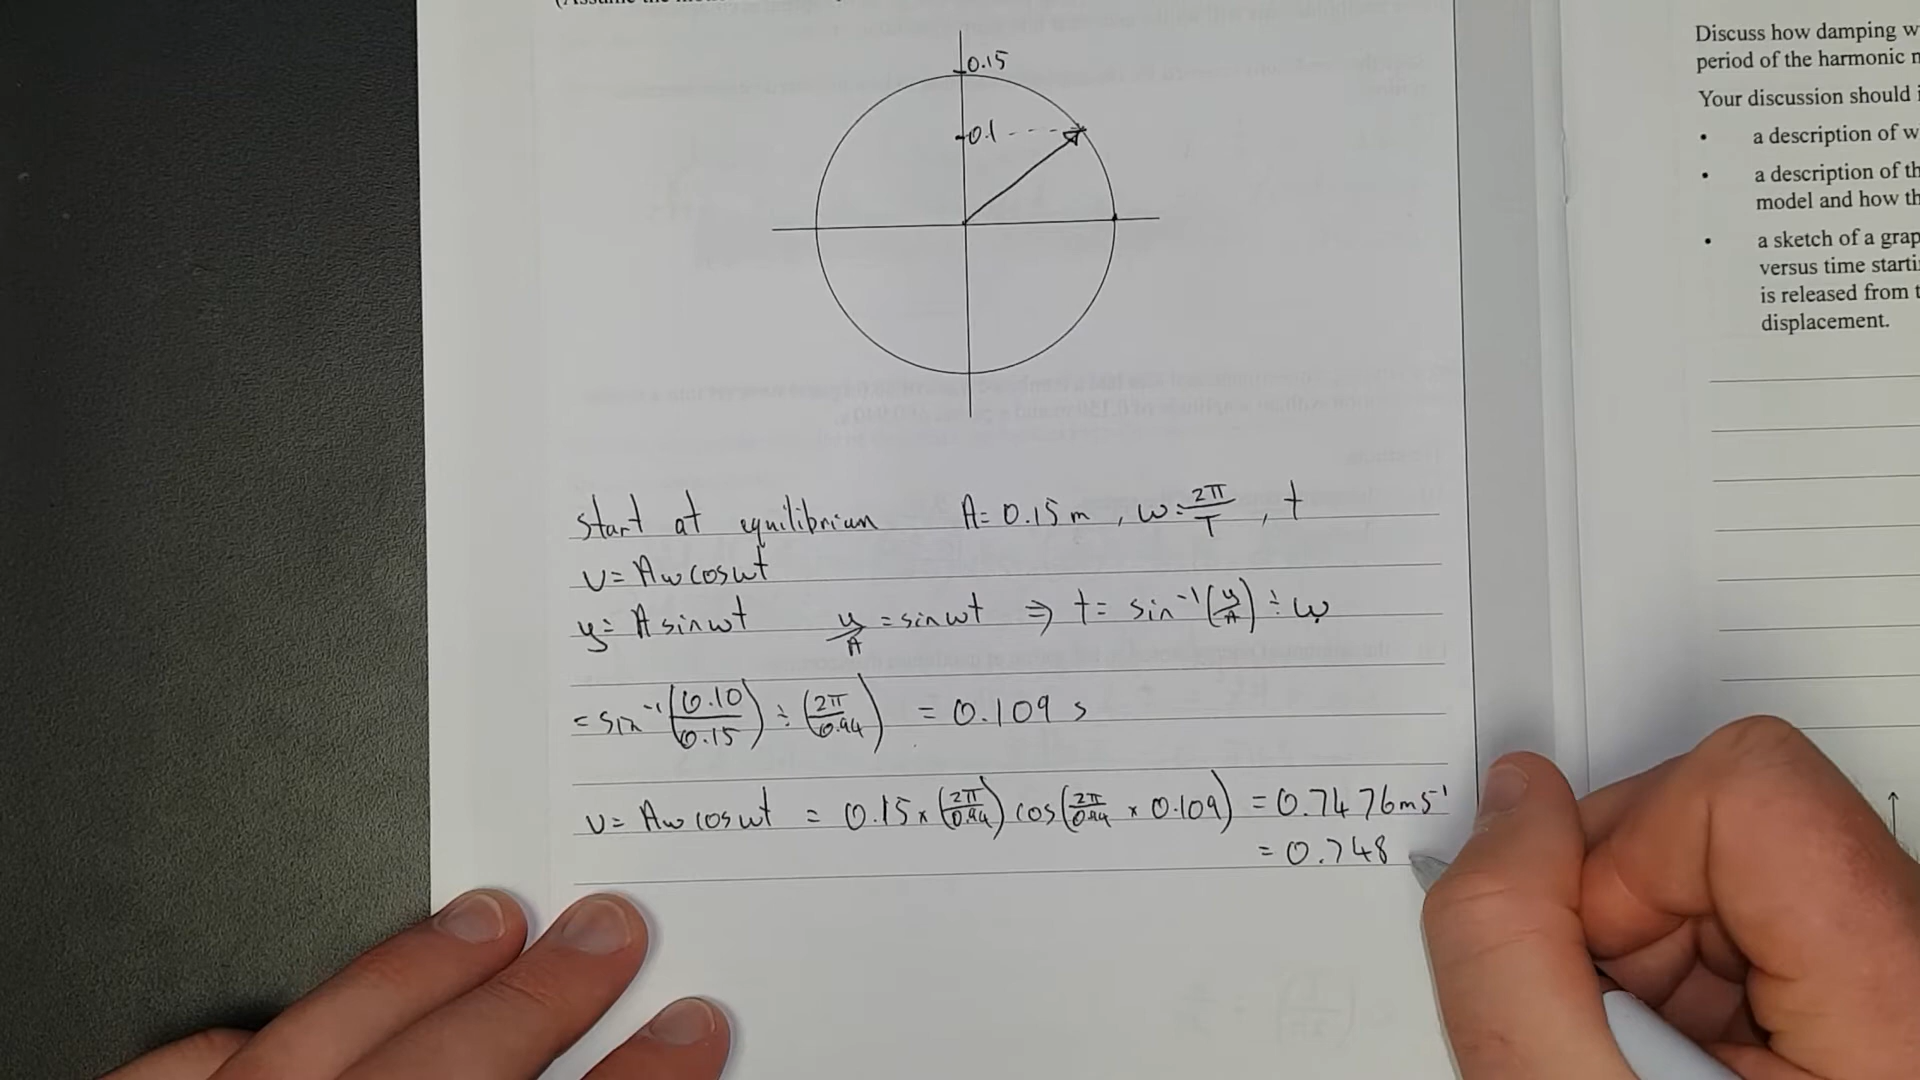 0.15
0.1
start at equilibrium A= 0.15 m , ω = 2π/T , t
v = Aω cos ωt
y = A sin ωt y/A = sin ωt ⇒ t = sin⁻¹(y/A) ÷ ω
= sin⁻¹(0.10/0.15) ÷ (2π/0.94) = 0.109 s
v = Aω cos ωt = 0.15 × (2π/0.94) cos(2π/0.94 × 0.109) = 0.7476 ms⁻¹
= 0.748
Discuss how damping w
period of the harmonic
Your discussion should i
• a description of w
• a description of th
model and how th
• a sketch of a grap
versus time starti
is released from t
displacement.